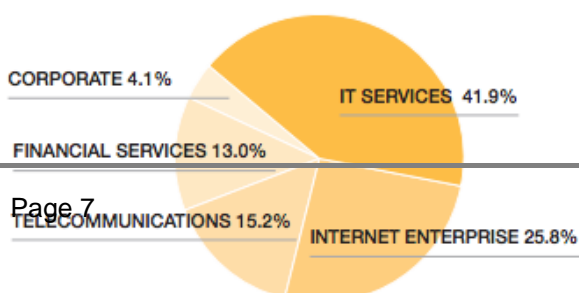 CORPORATE 4.1%
IT SERVICES 41.9%
FINANCIAL SERVICES 13.0%
Page 7
TELECOMMUNICATIONS 15.2%
INTERNET ENTERPRISE 25.8%